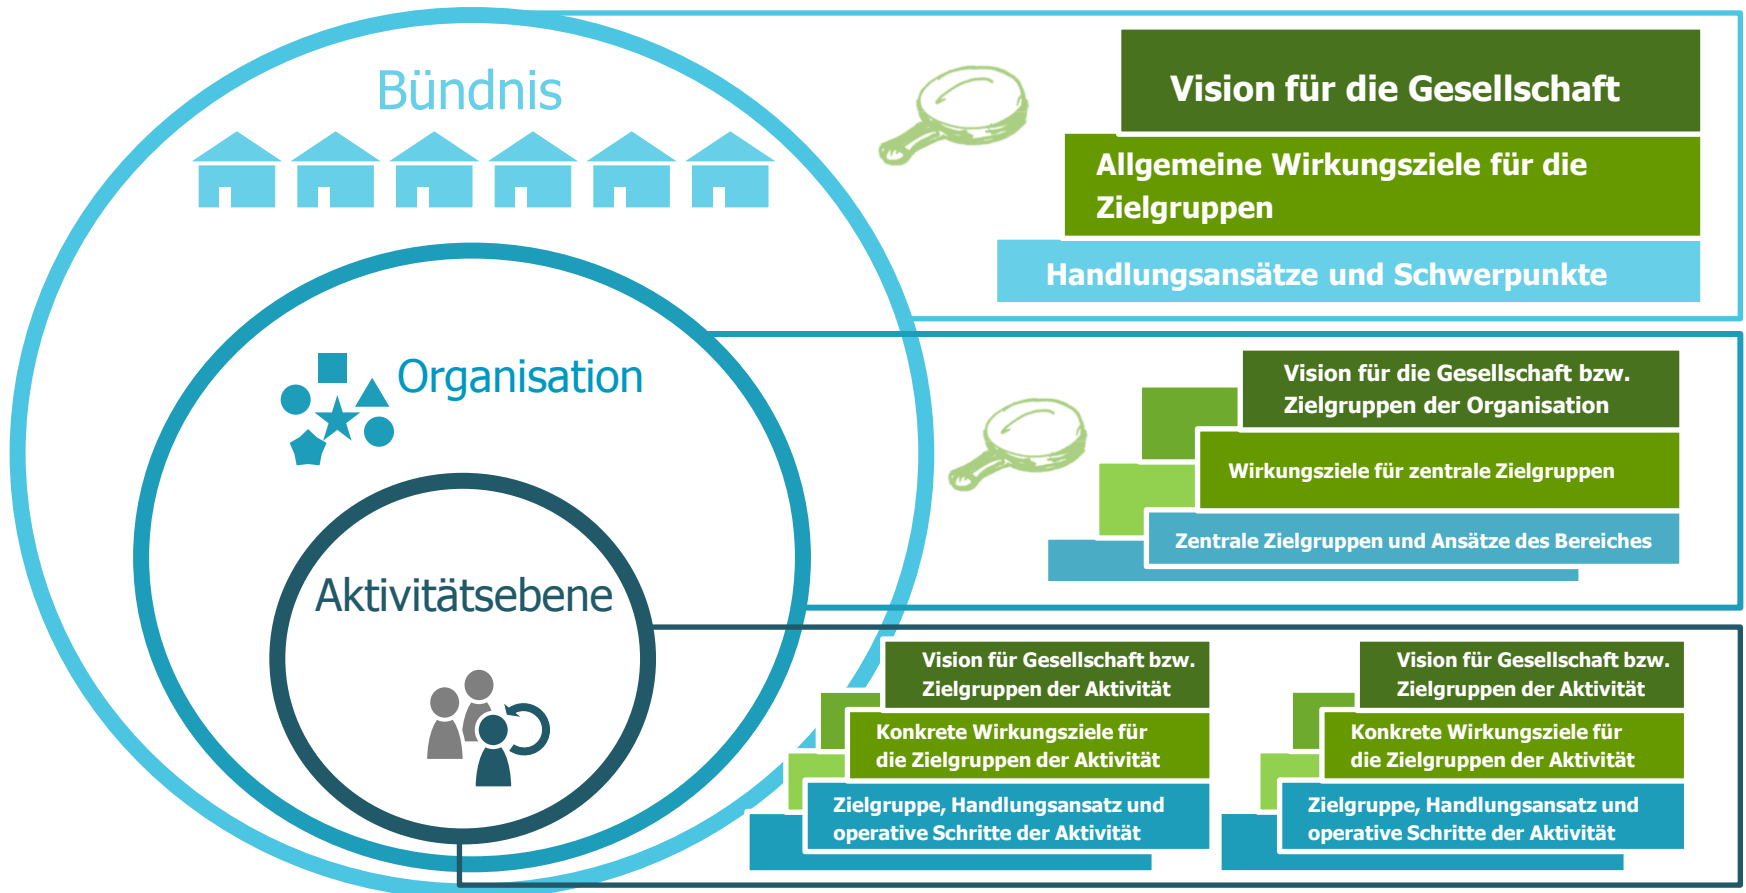 Bündnis
Vision für die Gesellschaft
Allgemeine Wirkungsziele für die
Zielgruppen
Handlungsansätze und Schwerpunkte
Organisation
Vision für die Gesellschaft bzw.
Zielgruppen der Organisation
Wirkungsziele für zentrale Zielgruppen
Zentrale Zielgruppen und Ansätze des Bereiches
Aktivitätsebene
Vision für Gesellschaft bzw.
Zielgruppen der Aktivität
Konkrete Wirkungsziele für
die Zielgruppen der Aktivität
Zielgruppe, Handlungsansatz und
operative Schritte der Aktivität
Vision für Gesellschaft bzw.
Zielgruppen der Aktivität
Konkrete Wirkungsziele für
die Zielgruppen der Aktivität
Zielgruppe, Handlungsansatz und
operative Schritte der Aktivität